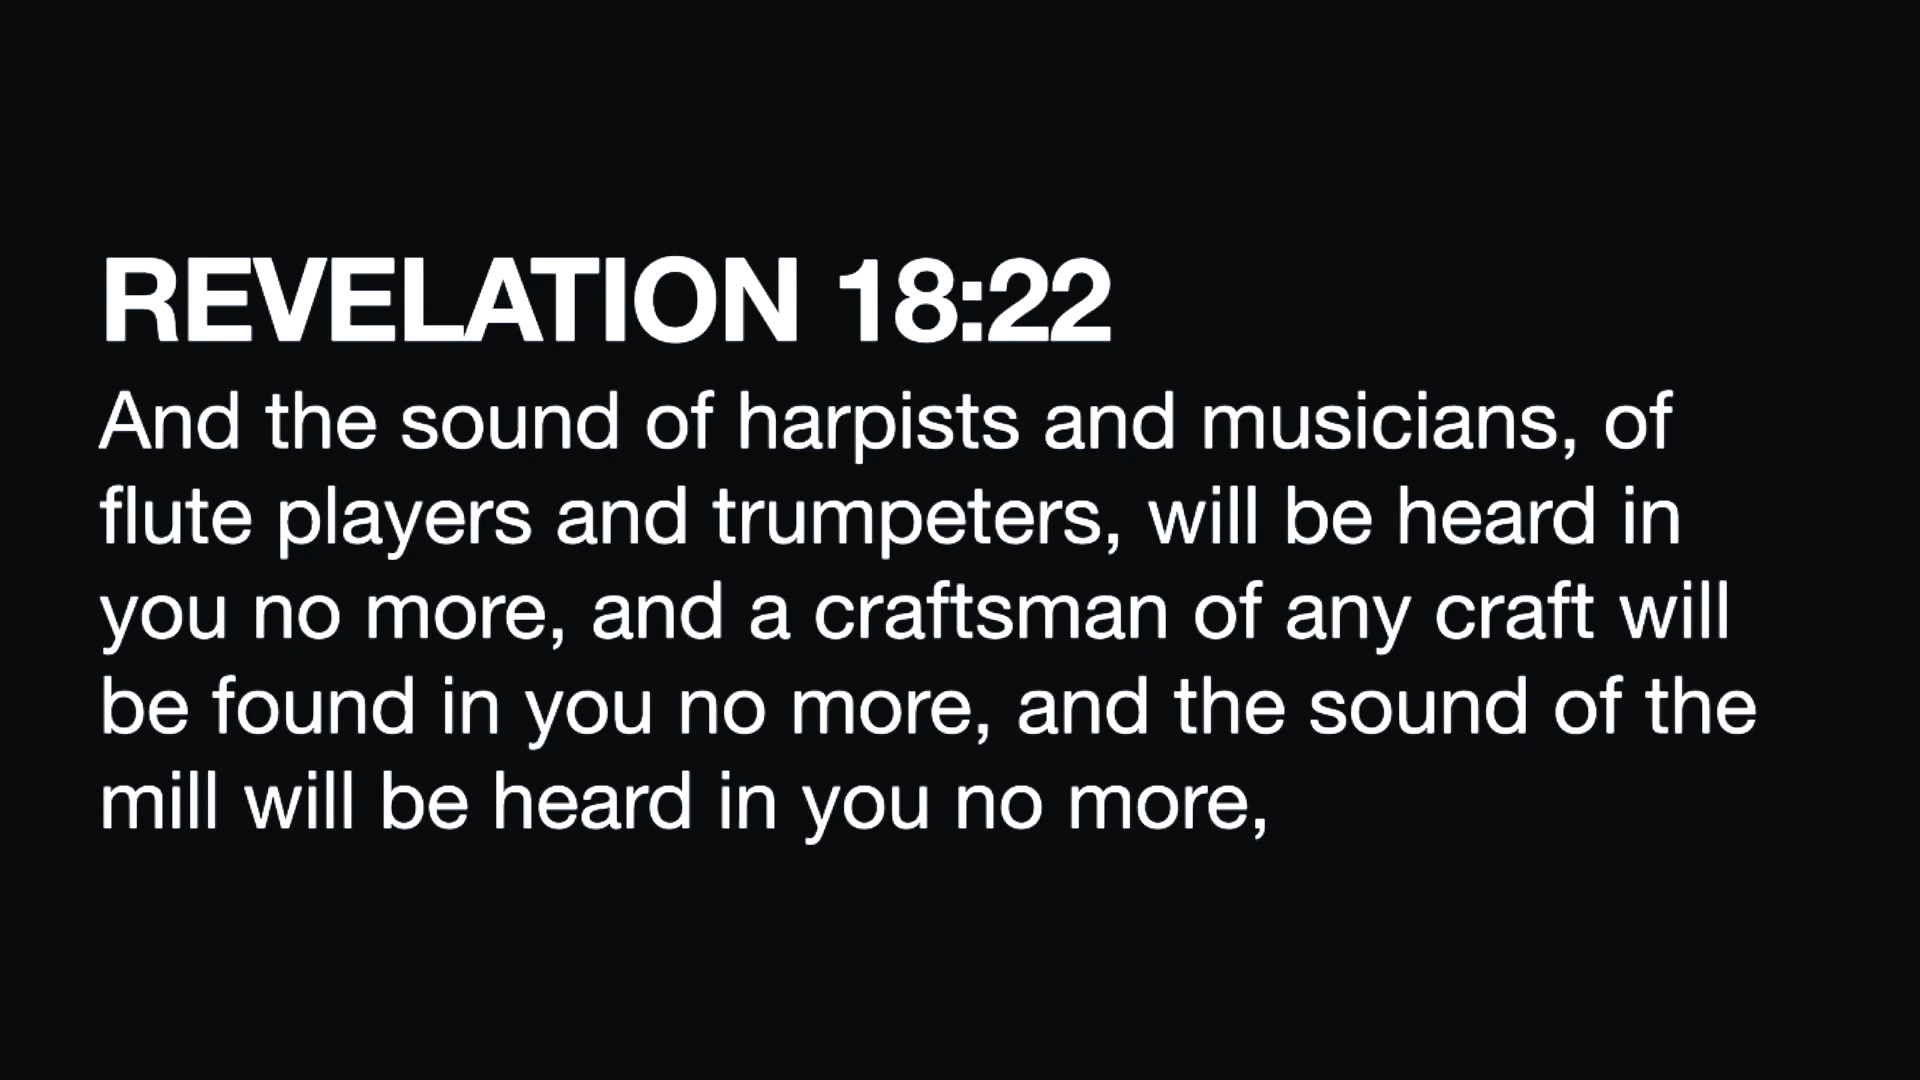 REVELATION 18:22
And the sound of harpists and musicians, of
flute players and trumpeters, will be heard in
you no more, and a craftsman of any craft will
be found in you no more, and the sound of the
mill will be heard in you no more,